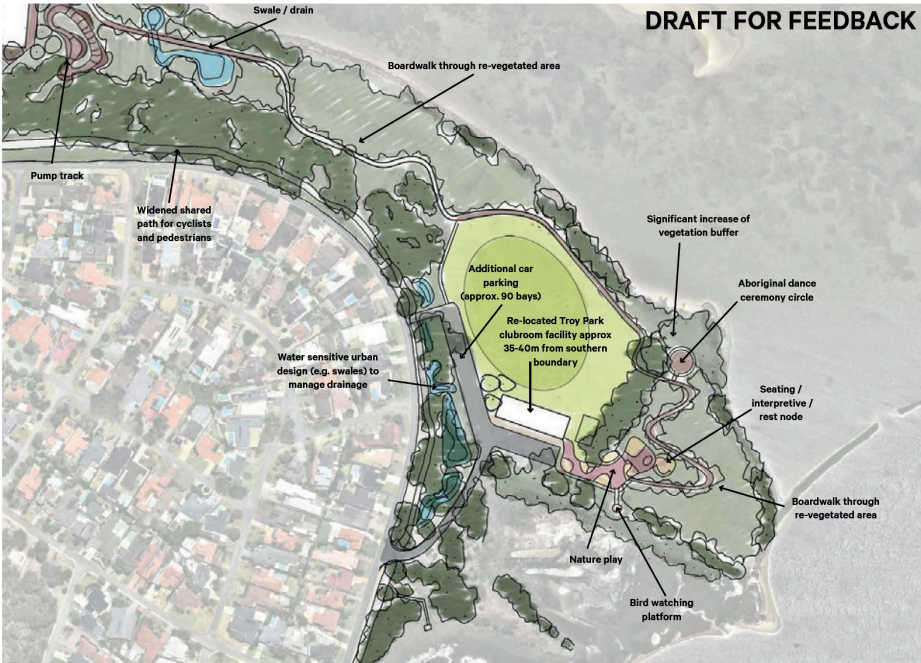 DRAFT FOR FEEDBACK
Swale / drain
Boardwalk through re-vegetated area
Pump track
Widened shared
path for cyclists
and pedestrians
Significant increase of
vegetation buffer
Additional car
parking
(approx. 90 bays)
Aboriginal dance
ceremony circle
Re-located Troy Park
clubroom facility approx
35-40m from southern
boundary
Water sensitive urban
design (e.g. swales) to
manage drainage
Seating /
interpretive /
rest node
Boardwalk through
re-vegetated area
Nature play
Bird watching
platform